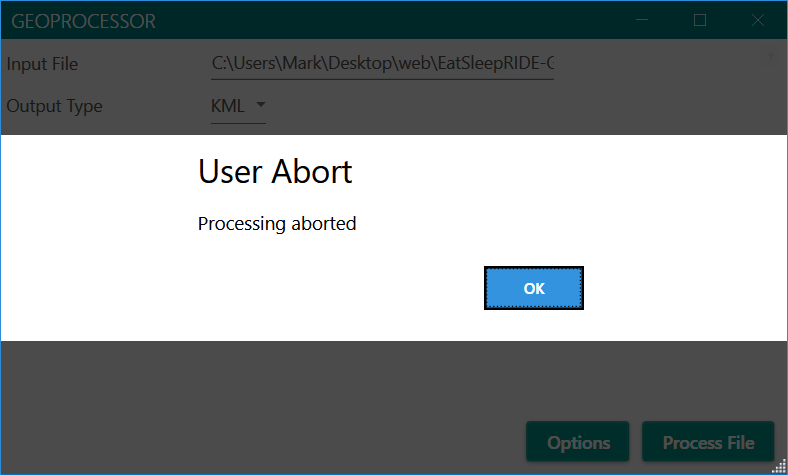 GEOPROCESSOR
Input File C:\Users\Mark\Desktop\web\EatSleepRIDE-
Output Type KML
User Abort
Processing aborted
OK
Options Process File